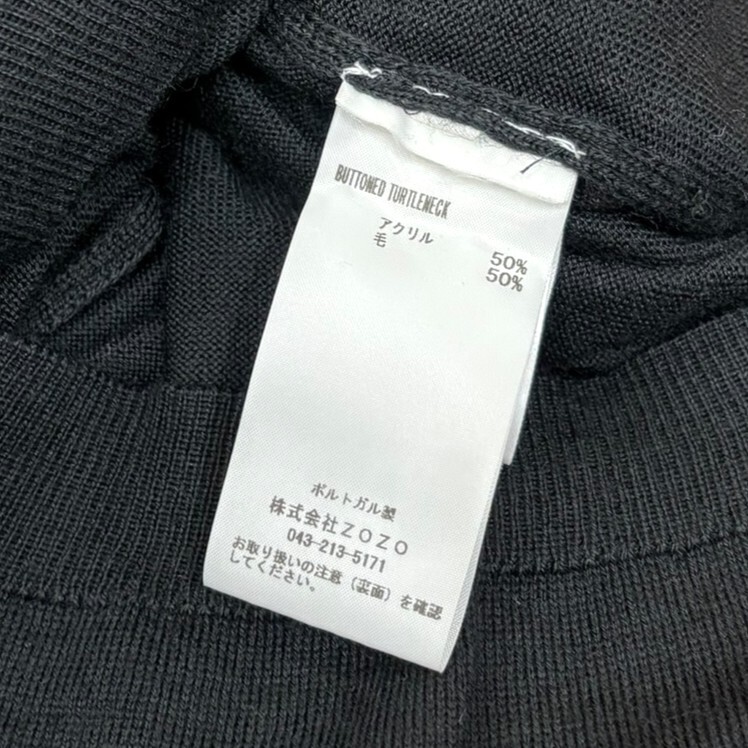 BUTTONED TURTLENECK
アクリル 50%
毛 50%
ポルトガル製
株式会社ZOZO
043-213-5171
お取り扱いの注意(裏面)を確認
してください。